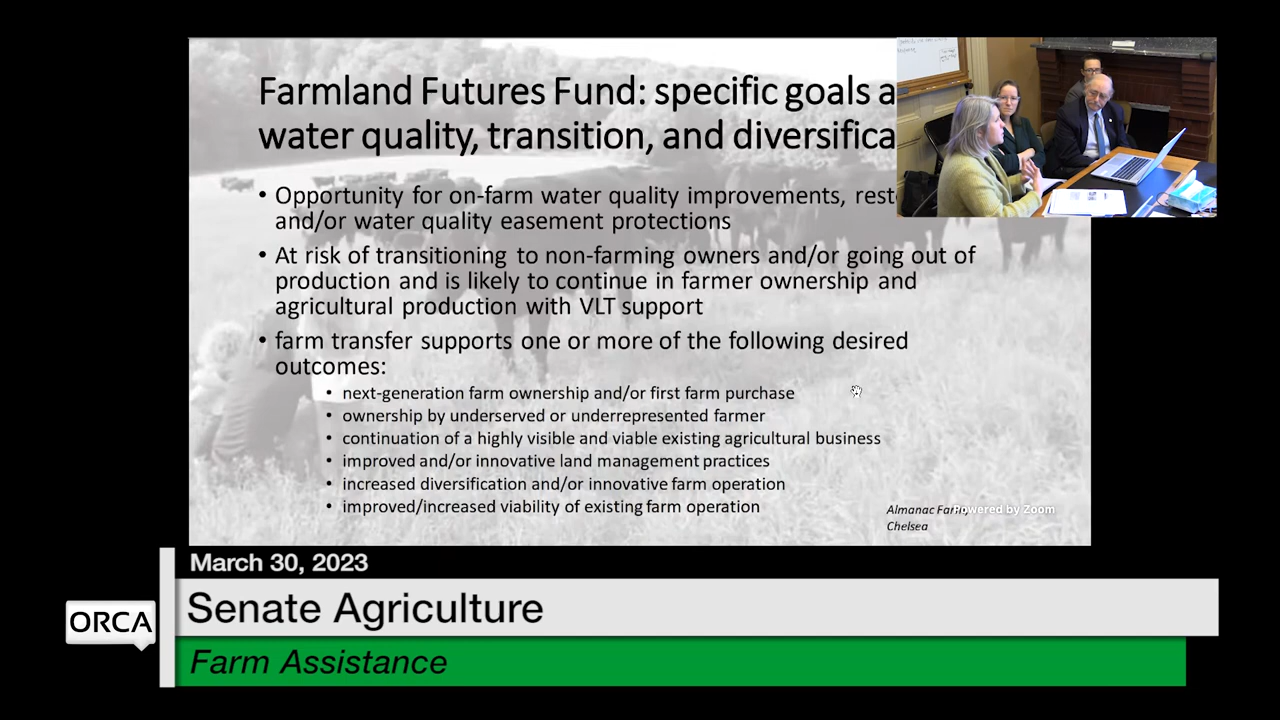 Farmland Futures Fund: specific goals a
water quality, transition, and diversifica
• Opportunity for on-farm water quality improvements, rest
and/or water quality easement protections
• At risk of transitioning to non-farming owners and/or going out of
production and is likely to continue in farmer ownership and
agricultural production with VLT support
• farm transfer supports one or more of the following desired
outcomes:
• next-generation farm ownership and/or first farm purchase
• ownership by underserved or underrepresented farmer
• continuation of a highly visible and viable existing agricultural business
• improved and/or innovative land management practices
• increased diversification and/or innovative farm operation
• improved/increased viability of existing farm operation
Almanac Farm,
Chelsea
Powered by Zoom
March 30, 2023
ORCA
Senate Agriculture
Farm Assistance